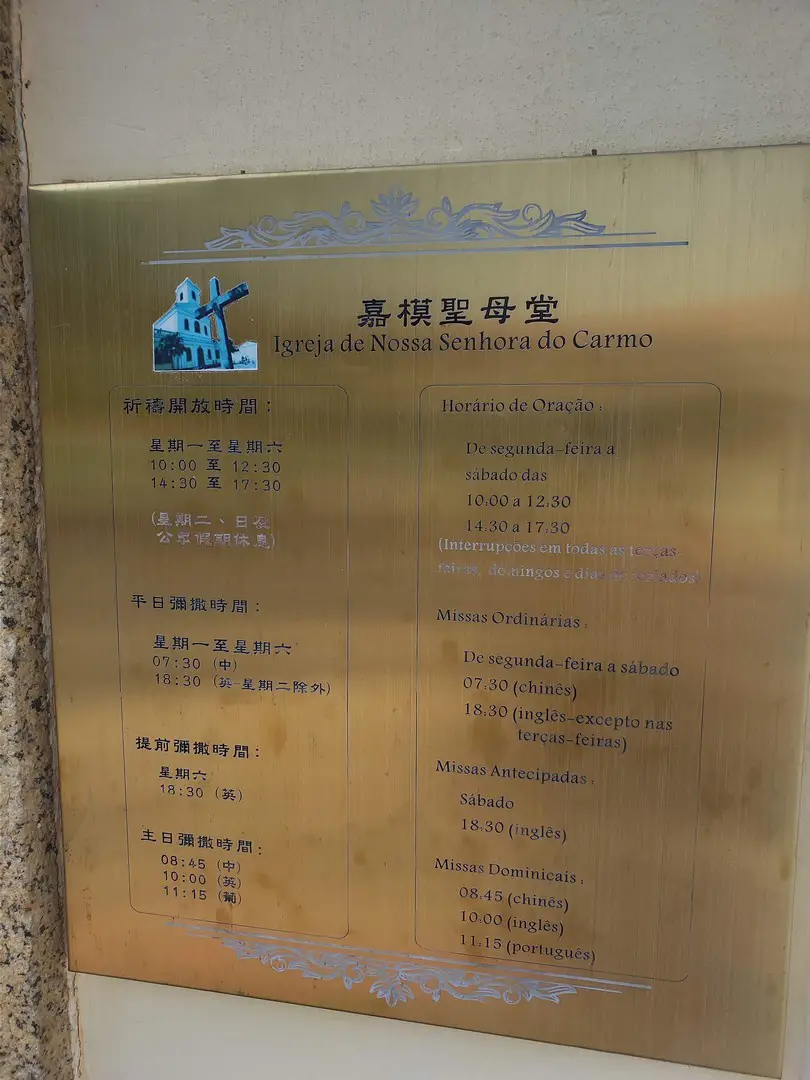 嘉模聖母堂
Igreja de Nossa Senhora do Carmo
祈禱開放時間：
星期一至星期六
10:00 至 12:30
14:30 至 17:30
(星期二、日及
公眾假期休息)
平日彌撒時間：
星期一至星期六
07:30 (中)
18:30 (英-星期二除外)
提前彌撒時間：
星期六
18:30 (英)
主日彌撒時間：
08:45 (中)
10:00 (英)
11:15 (葡)
Horário de Oração :
De segunda-feira a
sábado das
10:00 a 12:30
14:30 a 17:30
(Interrupções em todas as terças-
feiras, domingos e dias de feriados)
Missas Ordinárias :
De segunda-feira a sábado
07:30 (chinês)
18:30 (inglês-excepto nas
terças-feiras)
Missas Antecipadas :
Sábado
18:30 (inglês)
Missas Dominicais :
08:45 (chinês)
10:00 (inglês)
11:15 (português)